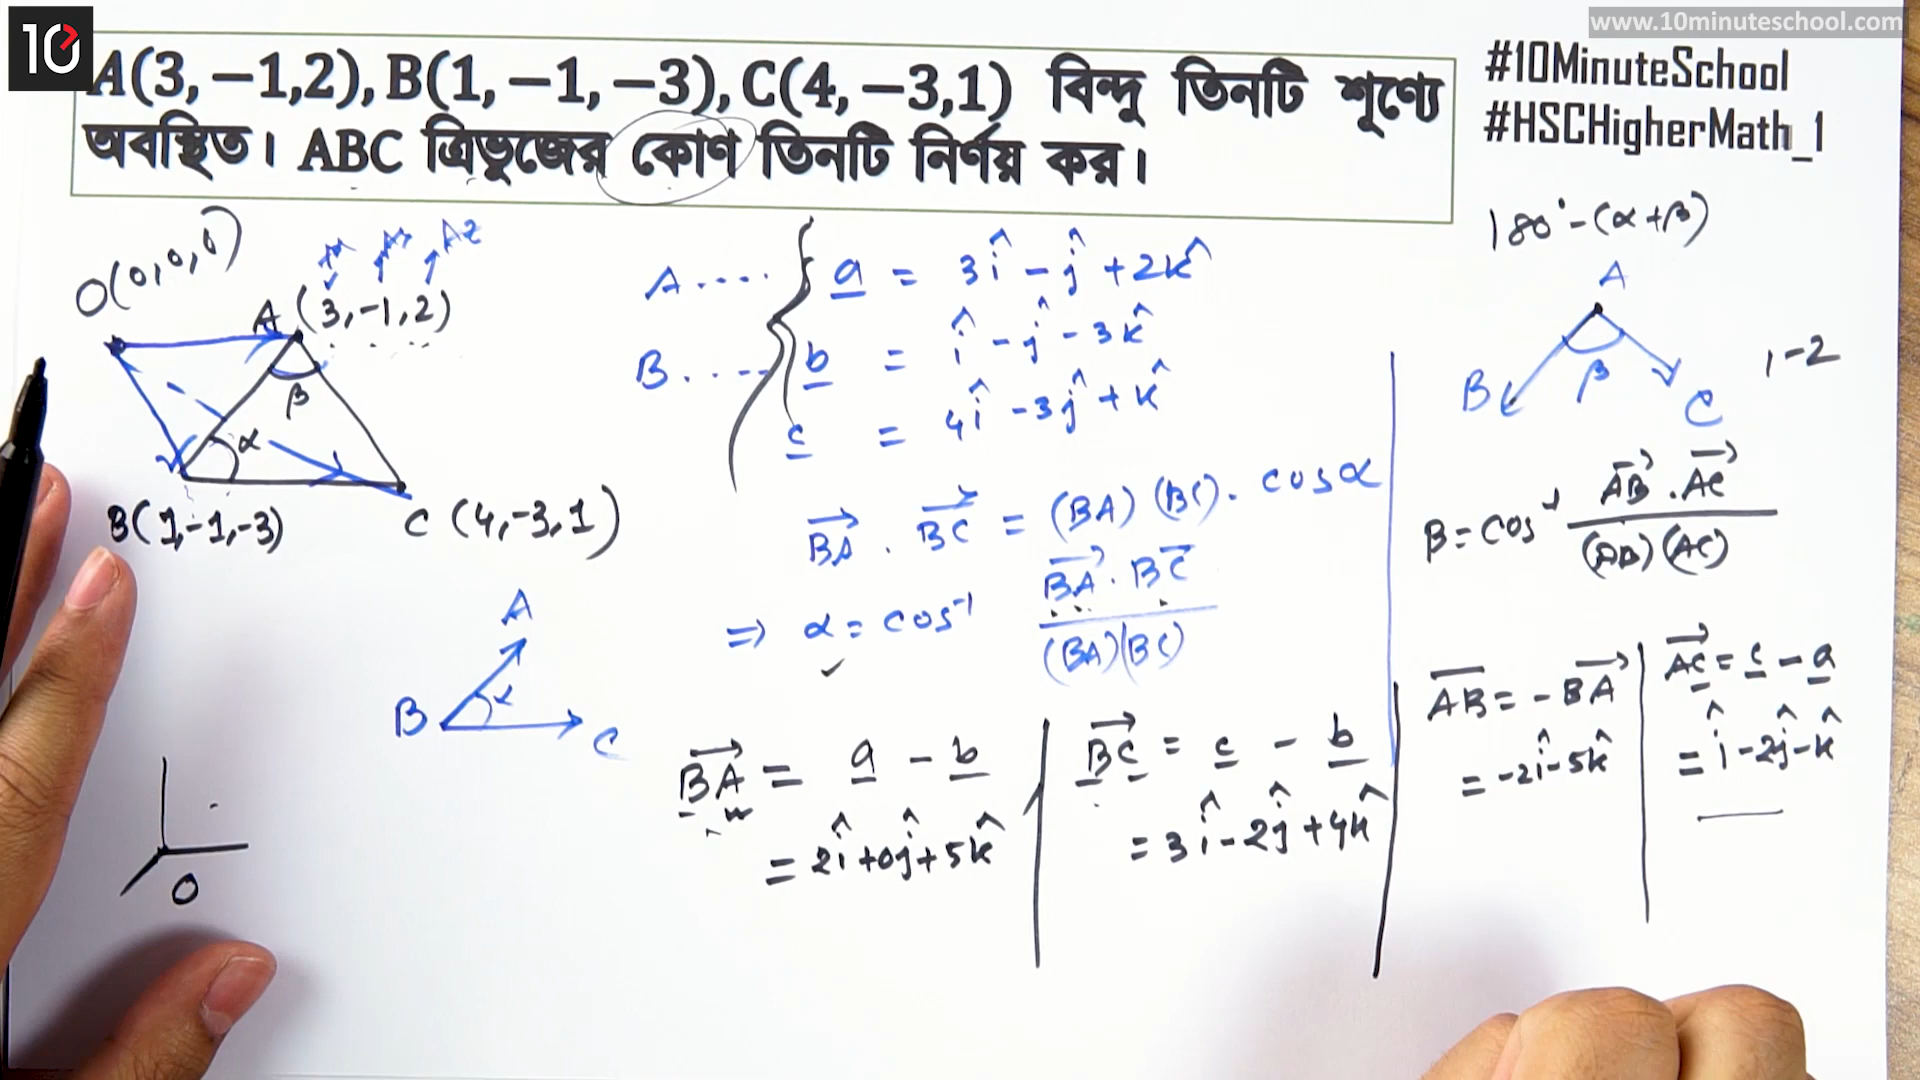 10
www.10minuteschool.com
A(3, −1,2), B(1, −1, −3), C(4, −3,1) বিন্দু তিনটি শূণ্যে
অবস্থিত। ABC ত্রিভুজের কোণ তিনটি নির্ণয় কর।
#10MinuteSchool
#HSCHigherMath_1
O(0,0,0)
Az
A (3,-1,2)
β
α
B(1,-1,-3)
C (4,-3,1)
A
B
C
O
A.... a = 3î - ĵ + 2k̂
B.... b = î - ĵ - 3k̂
c = 4î - 3ĵ + k̂
BA . BC = (BA) (BC). cosα
⇒ α = cos⁻¹ BA . BC
(BA)(BC)
BA = a - b
= 2î + 0ĵ + 5k̂
BC = c - b
= 3î - 2ĵ + 4k̂
180° - (α + β)
A
B
β
C
, -2
β = cos⁻¹ AB . AC
(AB)(AC)
AB = - BA
= -2î - 5k̂
AC = c - a
= î - 2ĵ - k̂